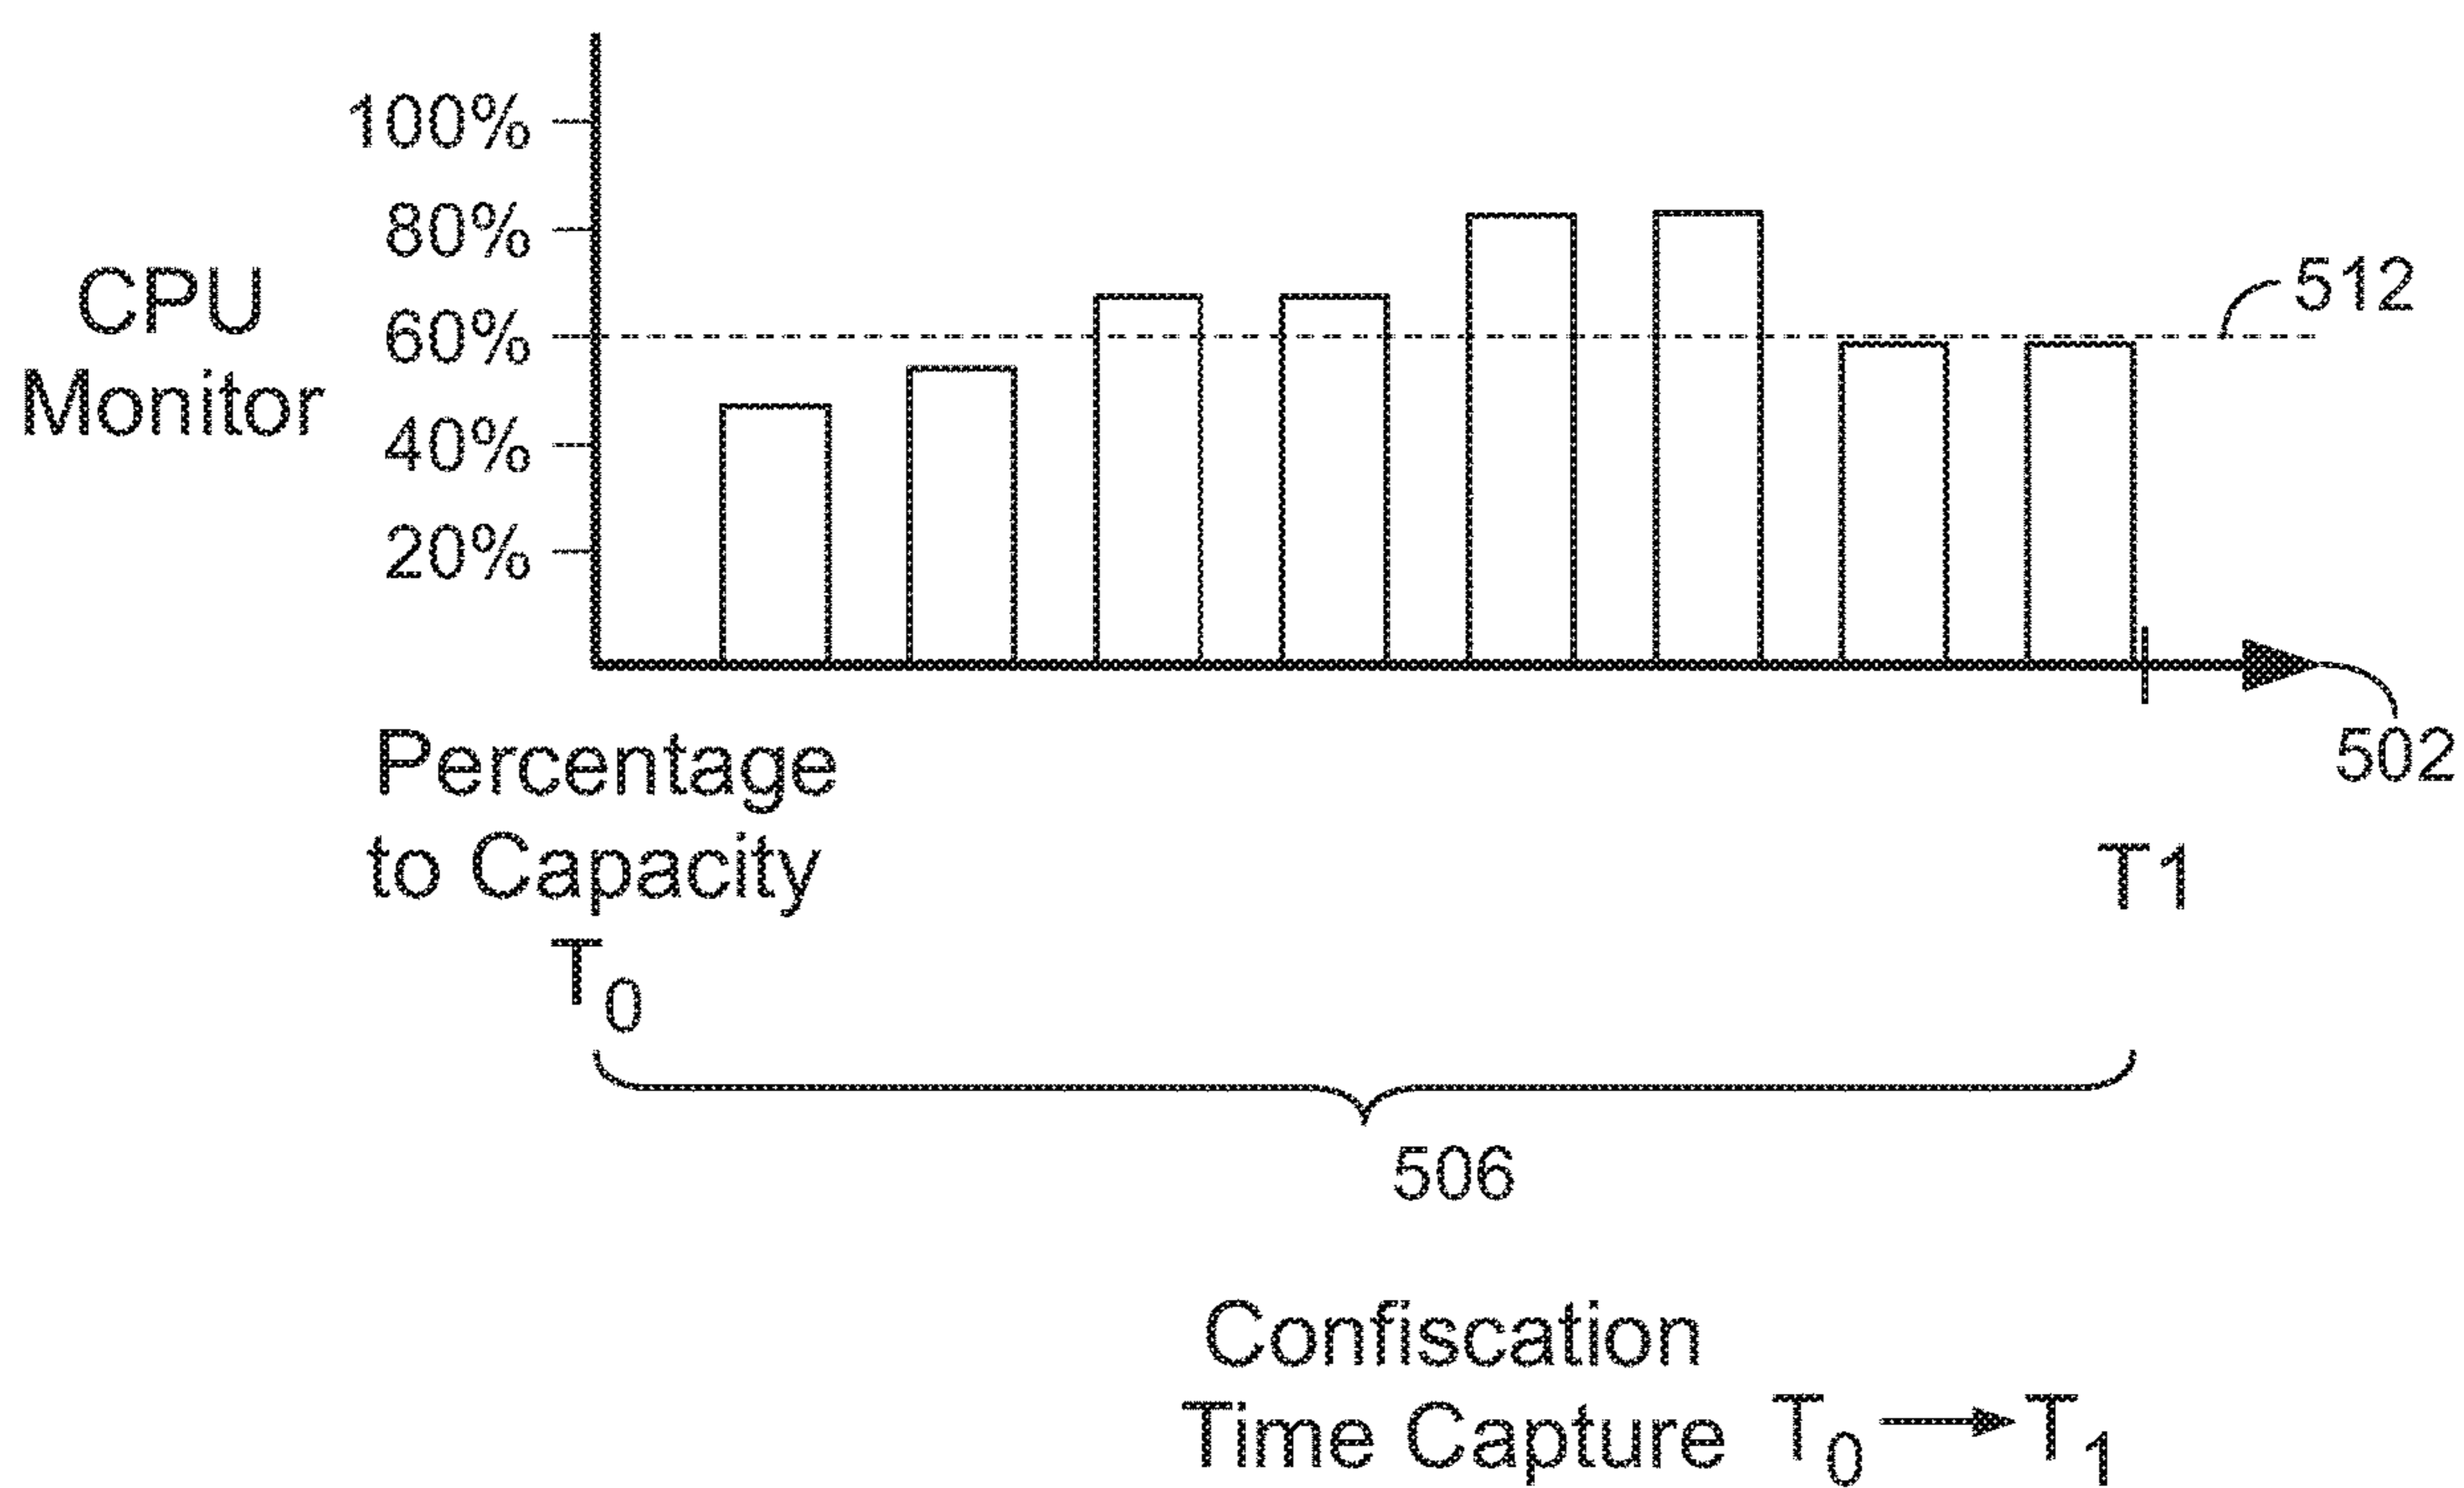 100%
80%
60%
40%
20%
CPU
Monitor
512
502
Percentage
to Capacity
T0
T1
506
Confiscation
Time Capture T0 → T1